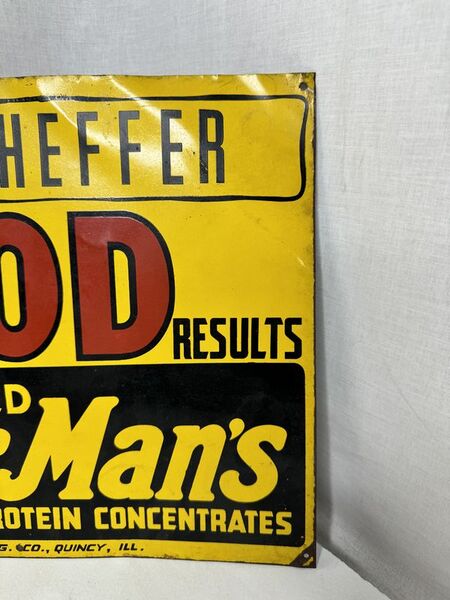 HEFFER
OD
RESULTS
D
Man's
ROTEIN CONCENTRATES
G. CO., QUINCY, ILL.